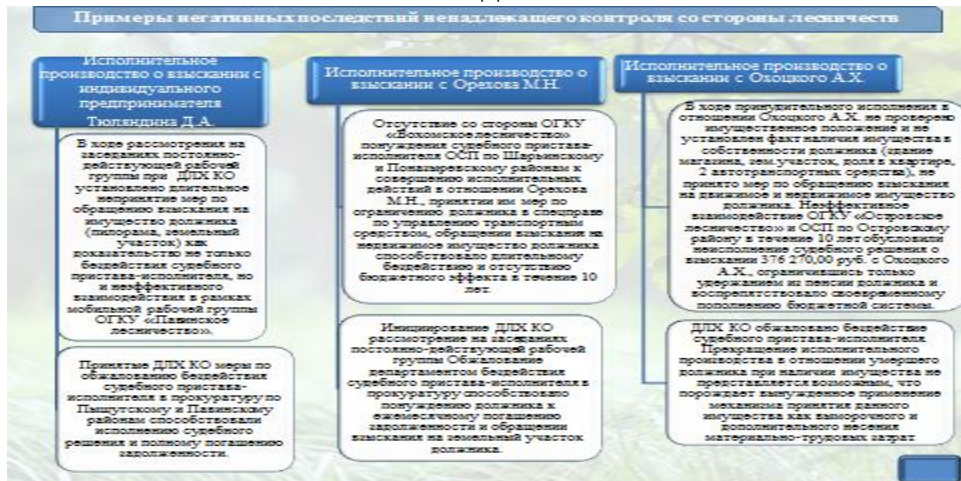 Примеры негативных последствий ненадлежащего контроля со стороны лесничеств
Исполнительное
производство о взыскании с
индивидуального
предпринимателя
Тюляндина Д.А.
В ходе рассмотрения на
заседаниях постоянно-
действующей рабочей
группы при ДЛХ КО
установлено длительное
непринятие мер по
обращению взыскания на
имущество должника
(пилорама, земельный
участок) как
доказательство не только
бездействия судебного
пристава-исполнителя, но
и неэффективного
взаимодействия в рамках
мобильной рабочей группы
ОГКУ «Павинское
лесничество».
Принятые ДЛХ КО меры по
обжалованию бездействия
судебного пристава-
исполнителя в прокуратуру по
Пыщугскому и Павинскому
районам способствовали
исполнению судебного
решения и полному погашению
задолженности.
Исполнительное производство о
взыскании с Орехова М.Н.
Отсутствие со стороны ОГКУ
«Вохомское лесничество»
понуждения судебного пристава-
исполнителя ОСП по Шарьинскому
и Поназыревскому районам к
совершению исполнительных
действий в отношении Орехова
М.Н., принятии им мер по
ограничению должника в спецправе
по управлению транспортным
средством, обращении взыскания на
недвижимое имущество должника
способствовало длительному
бездействию и отсутствию
бюджетного эффекта в течение 10
лет.
Инициирование ДЛХ КО
рассмотрение на заседаниях
постоянно-действующей рабочей
группы Обжалование
департаментом бездействия
судебного пристава-исполнителя в
прокуратуру способствовало
понуждению должника к
ежемесячному погашению
задолженности и обращении
взыскания на земельный участок
должника.
Исполнительное производство о
взыскании с Охоцкого А.Х.
В ходе принудительного исполнения в
отношении Охоцкого А.Х. не проверено
имущественное положение и не
установлен факт наличия имущества в
собственности должника (здание
магазина, зем.участок, доля в квартире,
2 автотранспортных средства), не
принято мер по обращению взыскания
на движимое и недвижимое имущество
должника. Неэффективное
взаимодействие ОГКУ «Островское
лесничество» и ОСП по Островскому
району в течение 10 лет обусловили
неисполнение судебного решения о
взыскании 376 270,00 руб. с Охоцкого
А.Х., ограничившись только
удержанием из пенсии должника и
воспрепятствовало своевременному
пополнению бюджетной системы.
ДЛХ КО обжаловано бездействие
судебного пристава-исполнителя
Прекращение исполнительного
производства в отношении умершего
должника при наличии имущества не
представляется возможным, что
порождает вынужденное применение
механизма принятия данного
имущества как выморочного и
дополнительного несения
материально-трудовых затрат